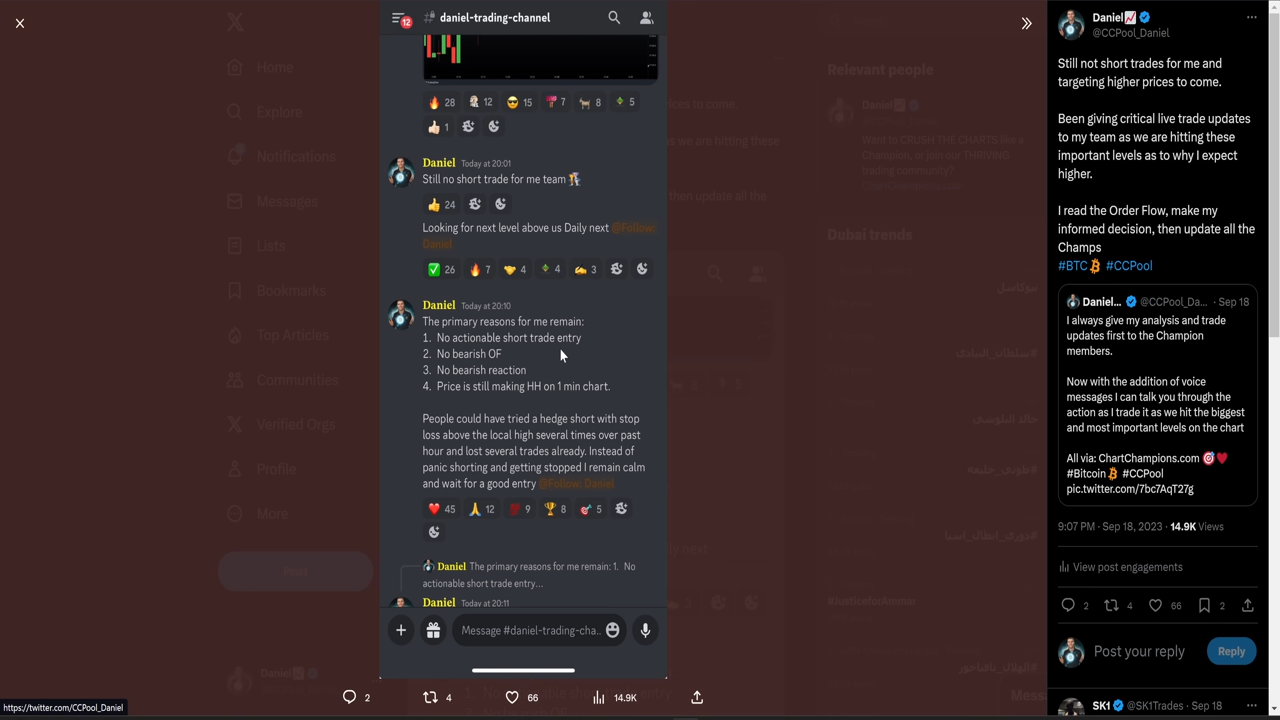 12
daniel-trading-channel
28
12
15
7
8
5
1
Daniel Today at 20:01
Still no short trade for me team
24
Looking for next level above us Daily next @Follow:
Daniel
26
7
4
4
3
Daniel Today at 20:10
The primary reasons for me remain:
1. No actionable short trade entry
2. No bearish OF
3. No bearish reaction
4. Price is still making HH on 1 min chart.
People could have tried a hedge short with stop
loss above the local high several times over past
hour and lost several trades already. Instead of
panic shorting and getting stopped I remain calm
and wait for a good entry @Follow: Daniel
45
12
9
8
5
Daniel The primary reasons for me remain: 1. No
actionable short trade entry...
Daniel Today at 20:11
Message #daniel-trading-cha..
2
4
66
14.9K
Home
Explore
Notifications
Messages
Lists
Bookmarks
Top Articles
Communities
Verified Orgs
Profile
More
Post
Daniel
https://twitter.com/CCPool_Daniel
Relevant people
Daniel
Want to CRUSH THE CHARTS like a
Champion, or join our THRIVING
trading community?
Dubai trends
#سلطان_النيادي
#JusticeforAmmar
Daniel
@CCPool_Daniel
Still not short trades for me and
targeting higher prices to come.
Been giving critical live trade updates
to my team as we are hitting these
important levels as to why I expect
higher.
I read the Order Flow, make my
informed decision, then update all the
Champs
#BTC #CCPool
Daniel... @CCPool_Da... · Sep 18
I always give my analysis and trade
updates first to the Champion
members.
Now with the addition of voice
messages I can talk you through the
action as I trade it as we hit the biggest
and most important levels on the chart
All via: ChartChampions.com
#Bitcoin #CCPool
pic.twitter.com/7bc7AqT27g
9:07 PM · Sep 18, 2023 · 14.9K Views
View post engagements
2
4
66
2
Post your reply
Reply
SK1 @SK1Trades · Sep 18